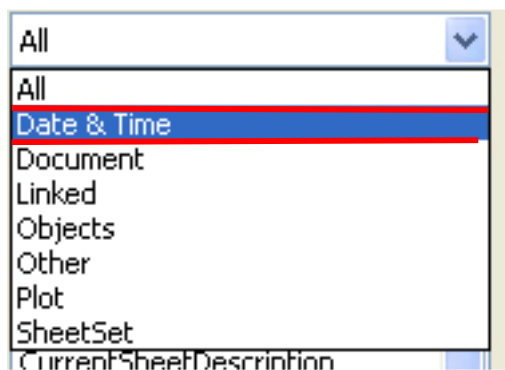 All
All
Date & Time
Document
Linked
Objects
Other
Plot
SheetSet
CurrentSheetDescription